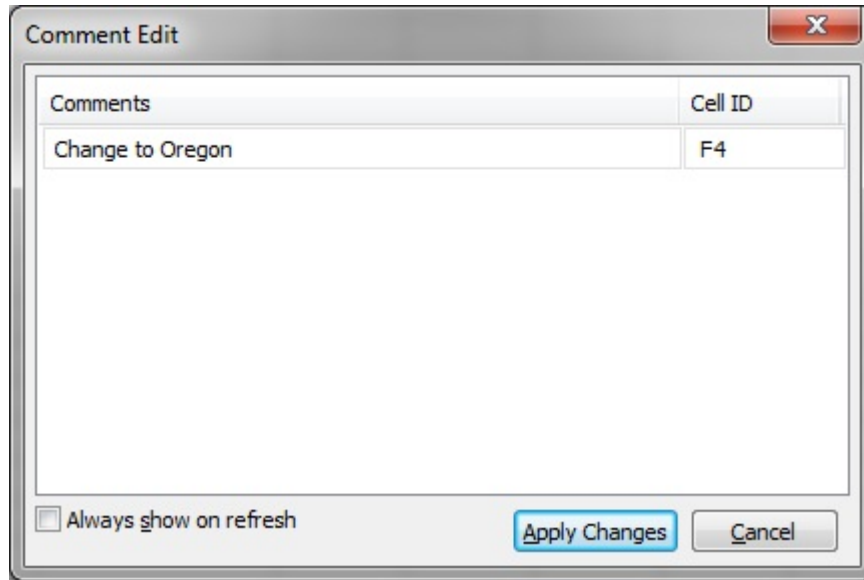 Comment Edit
X
Comments Cell ID
Change to Oregon F4
Always show on refresh
Apply Changes Cancel